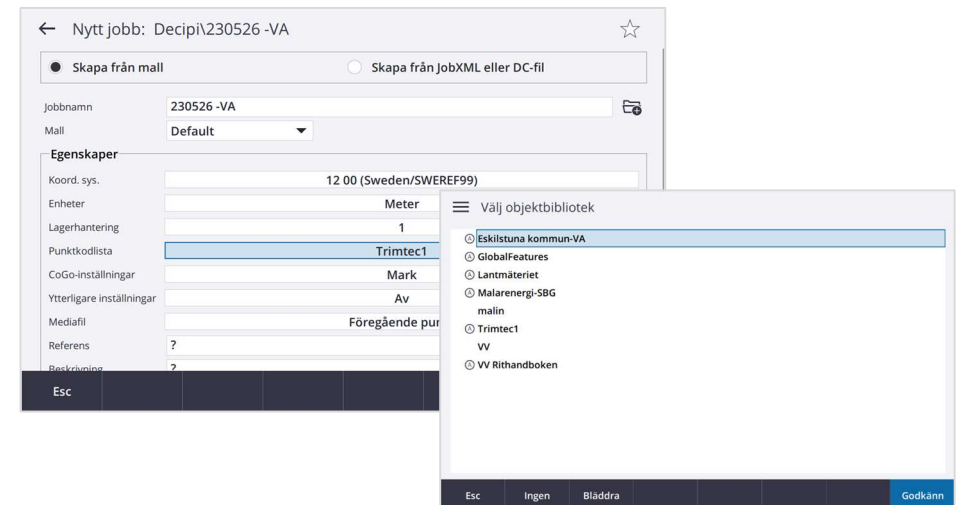 Nytt jobb: Decipi\230526 -VA
Skapa från mall
Skapa från JobXML eller DC-fil
Jobbnamn 230526 -VA
Mall Default
Egenskaper
Koord. sys. 12 00 (Sweden/SWEREF99)
Enheter Meter
Lagerhantering 1
Punktkodlista Trimtec1
CoGo-inställningar Mark
Ytterligare inställningar Av
Mediafil Föregående pun
Referens ?
Beskrivning ?
Esc
Välj objektbibliotek
Eskilstuna kommun-VA
GlobalFeatures
Lantmäteriet
Malarenergi-SBG
malin
Trimtec1
VV
VV Rithandboken
Esc Ingen Bläddra Godkänn